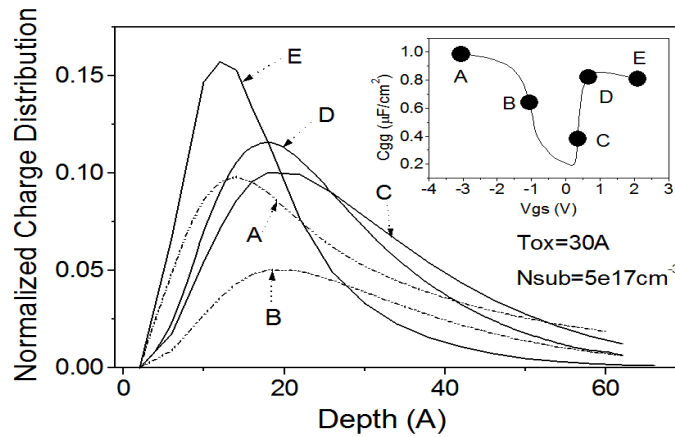 Normalized Charge Distribution
0.15
0.10
0.05
0.00
0
20
40
60
Depth (A)
E
D
C
A
B
Cgg (μF/cm²)
1.0
0.8
0.6
0.4
0.2
-4 -3 -2 -1 0 1 2 3 4
Vgs (V)
A
B
E
D
C
Tox=30A
Nsub=5e17cm⁻³